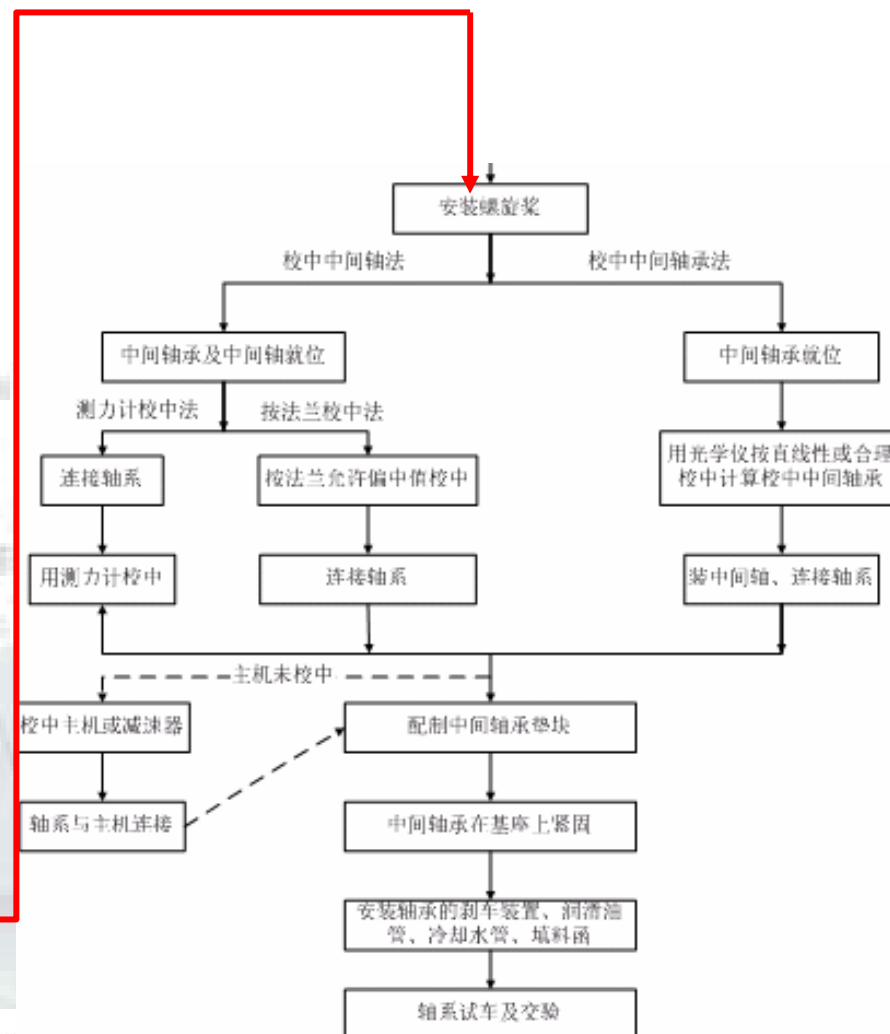 安装螺旋桨
校中中间轴法
校中中间轴承法
中间轴承及中间轴就位
中间轴承就位
测力计校中法
按法兰校中法
连接轴系
按法兰允许偏中值校中
用光学仪按直线性或合理
校中计算校中中间轴承
用测力计校中
连接轴系
装中间轴、连接轴系
主机未校中
校中主机或减速器
配制中间轴承垫块
轴系与主机连接
中间轴承在基座上紧固
安装轴承的刹车装置、润滑油
管、冷却水管、填料函
轴系试车及交验